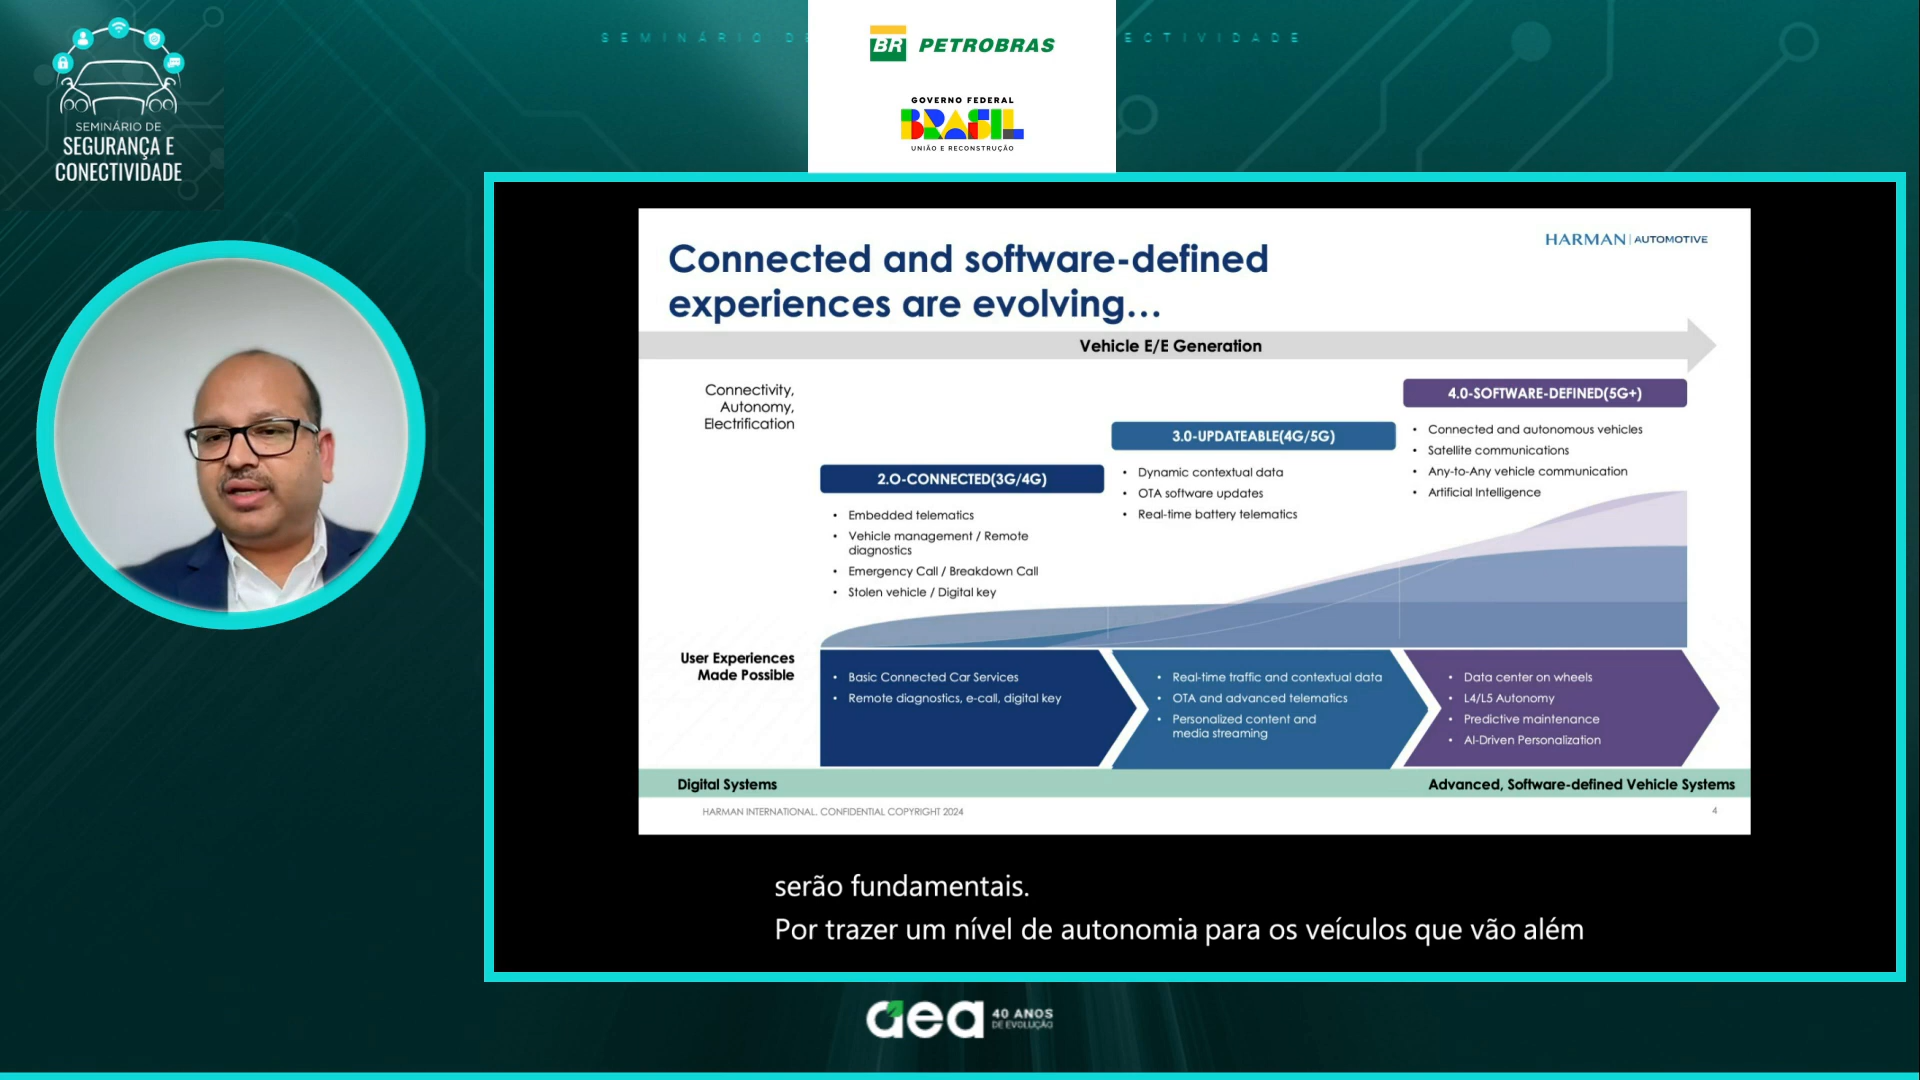 SEMINÁRIO DE
SEGURANÇA E
CONECTIVIDADE
SEMINÁRIO DE
ECTIVIDADE
BR PETROBRAS
GOVERNO FEDERAL
BRASIL
UNIÃO E RECONSTRUÇÃO
HARMAN | AUTOMOTIVE
Connected and software-defined
experiences are evolving...
Vehicle E/E Generation
Connectivity,
Autonomy,
Electrification
2.O-CONNECTED(3G/4G)
• Embedded telematics
• Vehicle management / Remote
diagnostics
• Emergency Call / Breakdown Call
• Stolen vehicle / Digital key
3.0-UPDATEABLE(4G/5G)
• Dynamic contextual data
• OTA software updates
• Real-time battery telematics
4.0-SOFTWARE-DEFINED(5G+)
• Connected and autonomous vehicles
• Satellite communications
• Any-to-Any vehicle communication
• Artificial Intelligence
User Experiences
Made Possible
• Basic Connected Car Services
• Remote diagnostics, e-call, digital key
• Real-time traffic and contextual data
• OTA and advanced telematics
• Personalized content and
media streaming
• Data center on wheels
• L4/L5 Autonomy
• Predictive maintenance
• AI-Driven Personalization
Digital Systems
Advanced, Software-defined Vehicle Systems
HARMAN INTERNATIONAL. CONFIDENTIAL COPYRIGHT 2024
4
serão fundamentais.
Por trazer um nível de autonomia para os veículos que vão além
aea 40 ANOS
DE EVOLUÇÃO